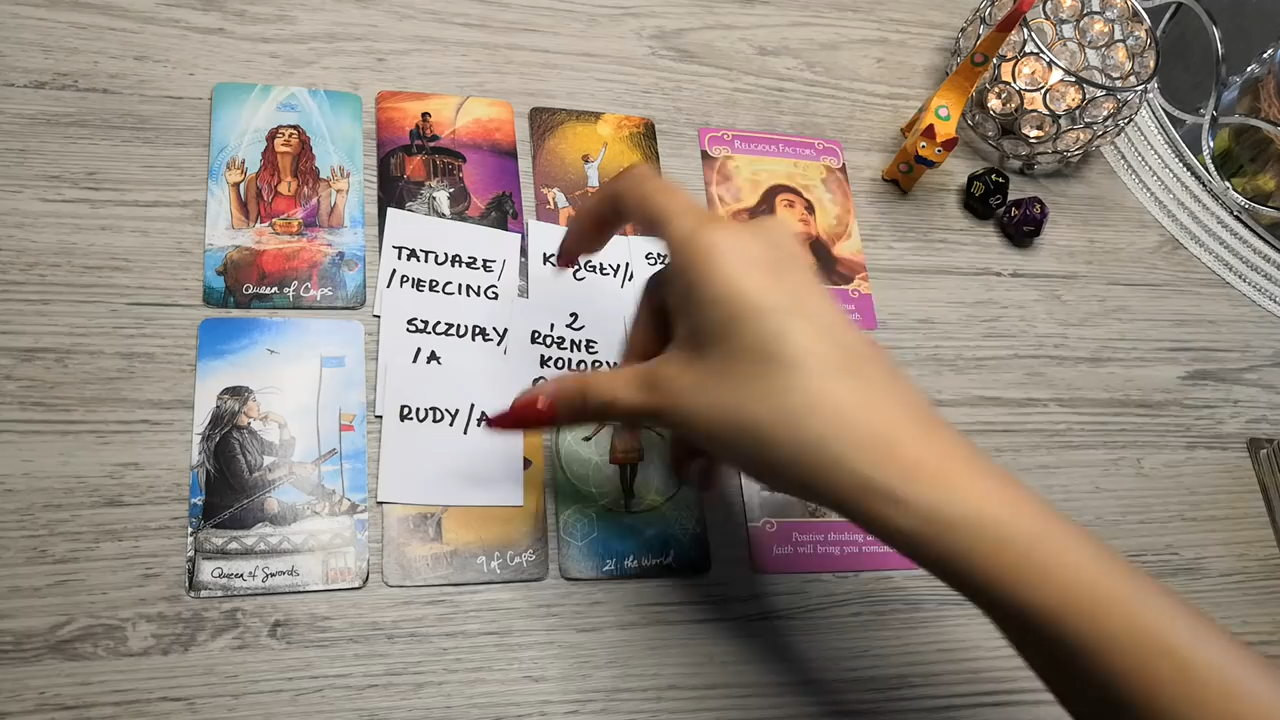 Queen of Cups
TATUAŻE/
/PIERCING
SZCZUPŁY/
/A
RUDY/A
2
RÓŻNE
KOLORY
RELIGIOUS FACTORS
Queen of Swords
9 of Cups
21. the World
Positive thinking
faith will bring you